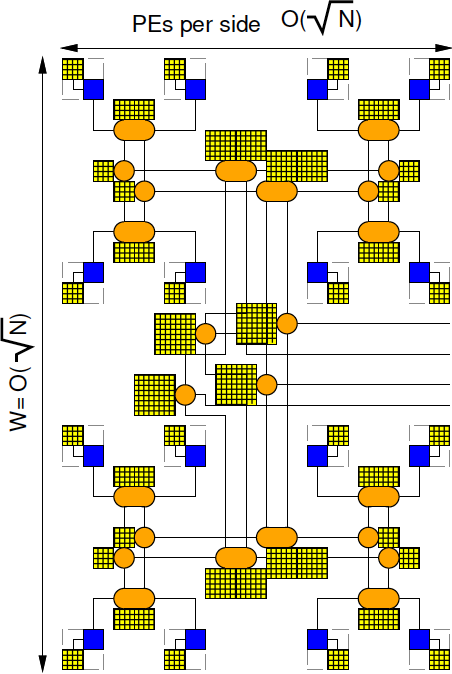 PEs per side O(√N)
W= O(√N)